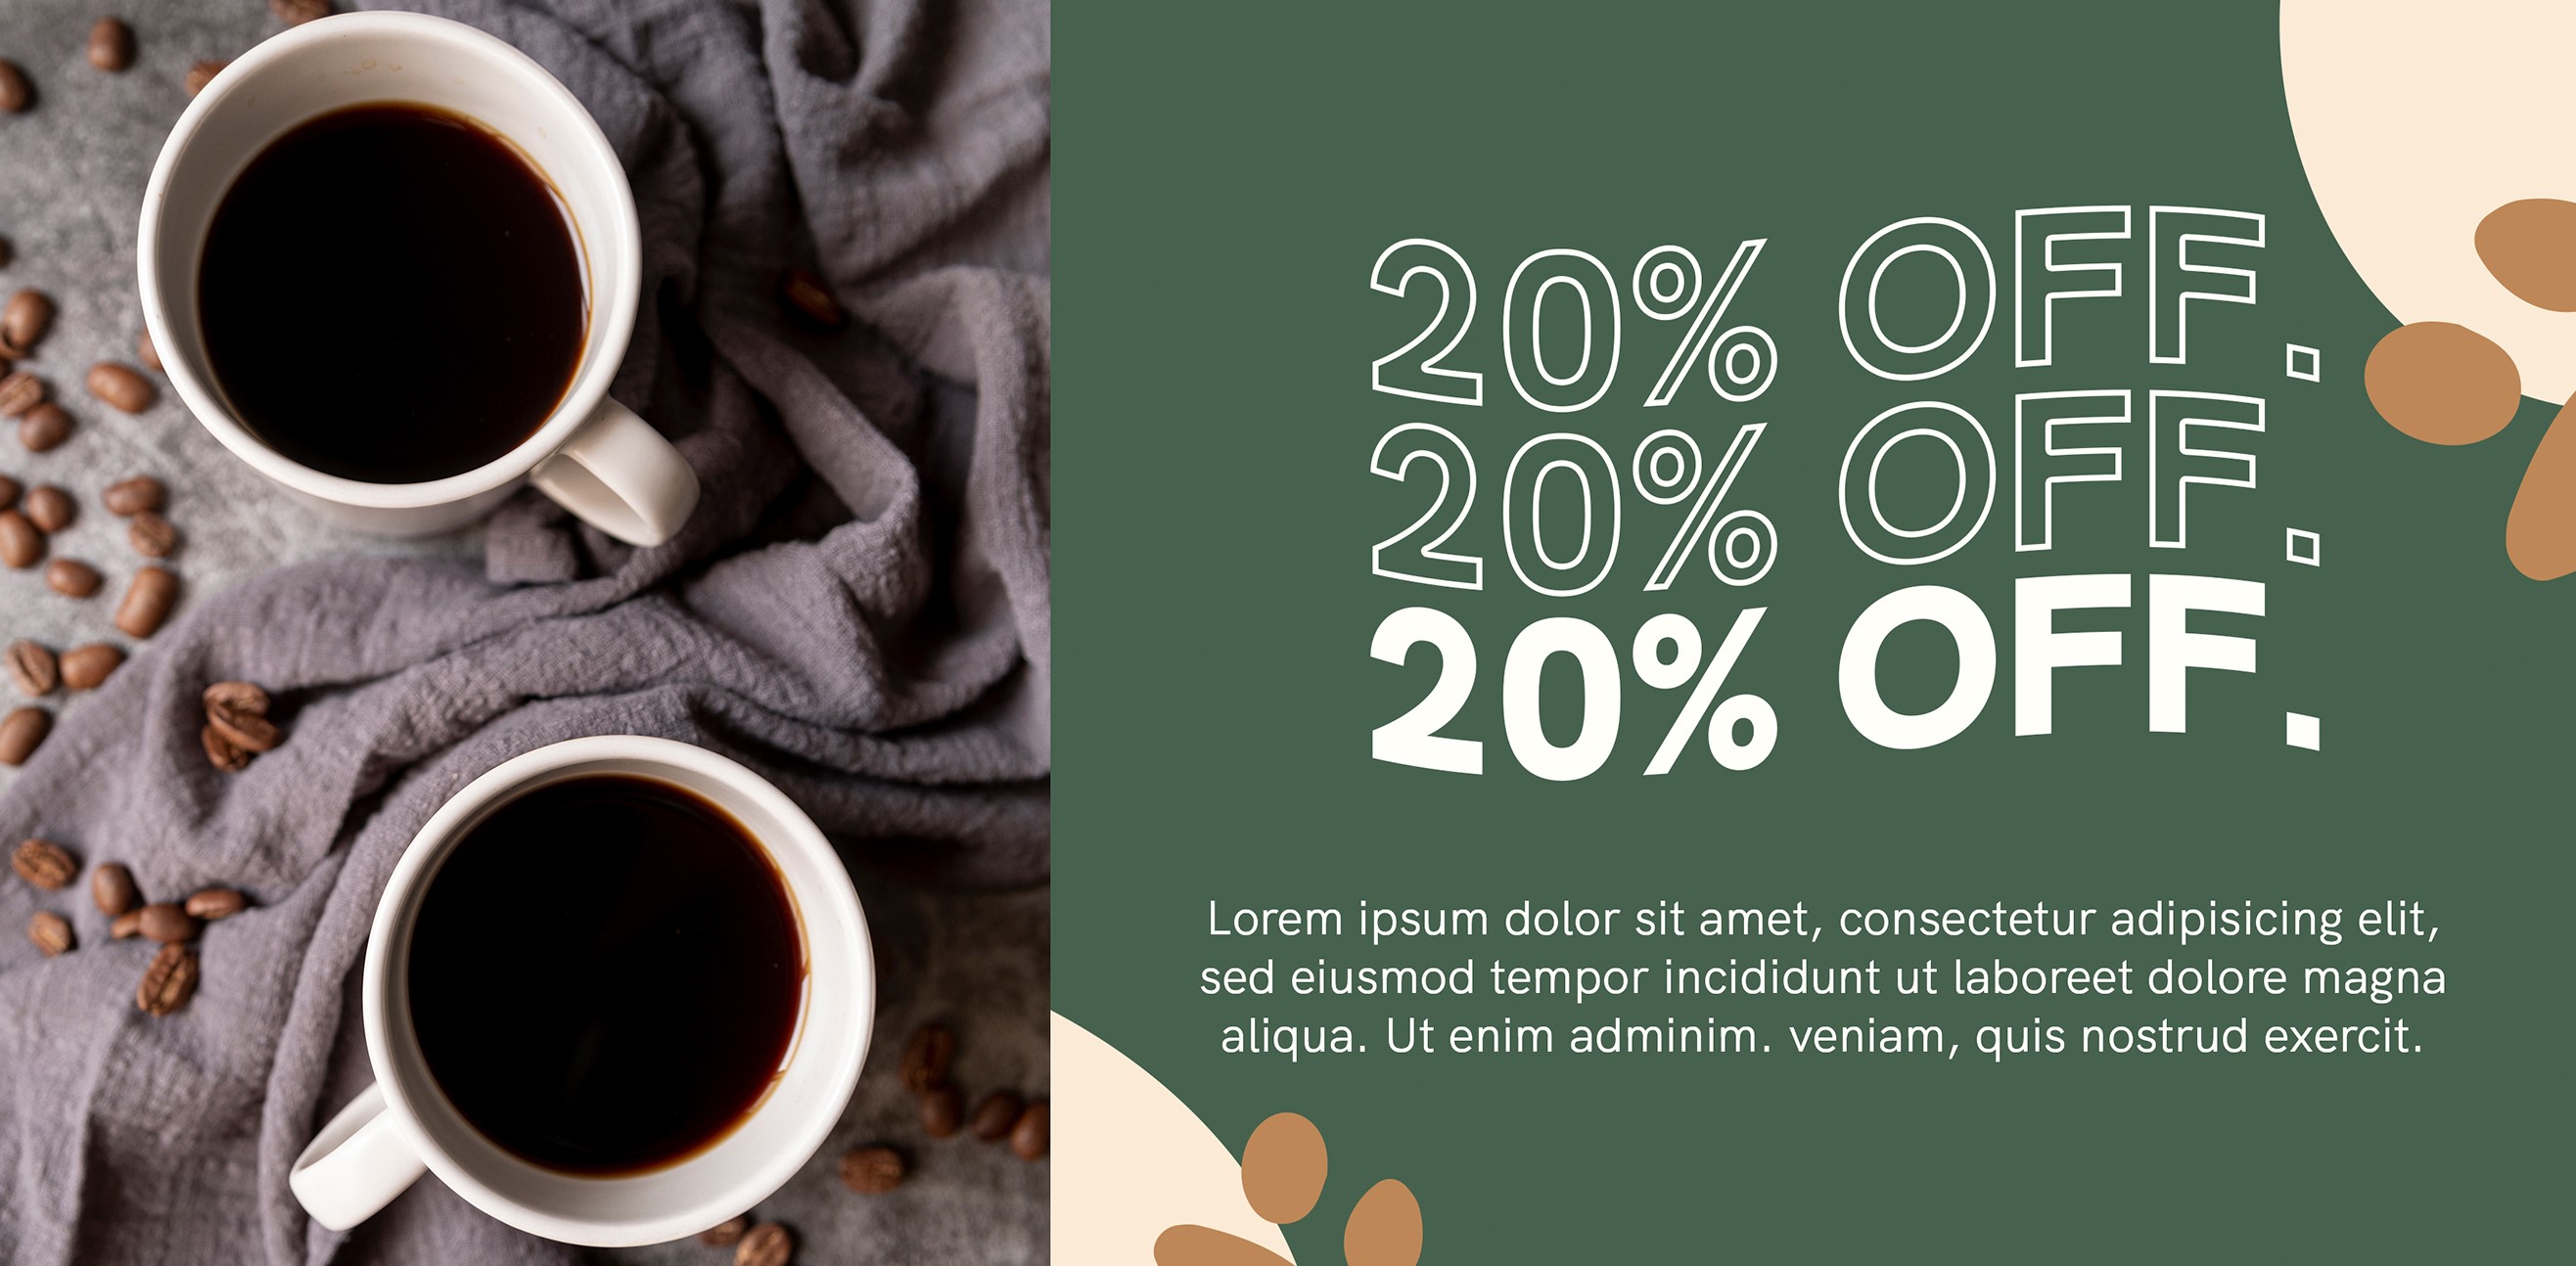 20% OFF.
20% OFF.
20% OFF.
Lorem ipsum dolor sit amet, consectetur adipisicing elit,
sed eiusmod tempor incididunt ut laboreet dolore magna
aliqua. Ut enim adminim. veniam, quis nostrud exercit.